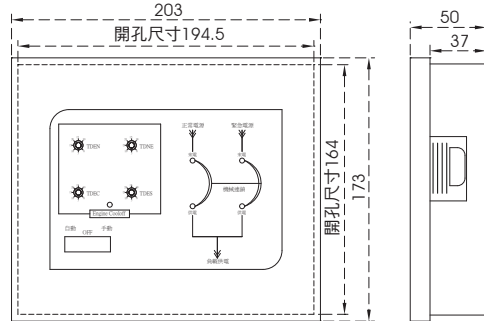 203
開孔尺寸194.5
50
37
正常電源
緊急電源
TDEN
TDNE
機械連鎖
TDEC
TDES
Engine Cooloff
自動
OFF
手動
負載供電
開孔尺寸164
173